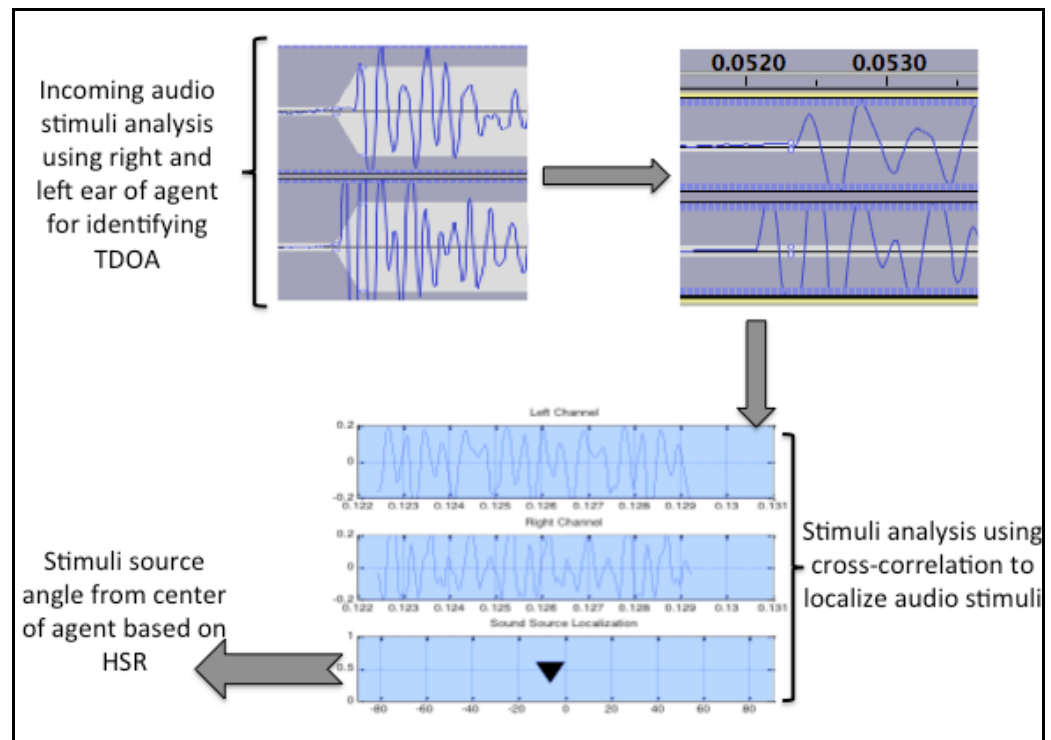 Incoming audio
stimuli analysis
using right and
left ear of agent
for identifying
TDOA
0.0520 0.0530
Left Channel
0.2
0
-0.2
0.122 0.123 0.124 0.125 0.126 0.127 0.128 0.129 0.13 0.131
Right Channel
0.2
0
-0.2
0.122 0.123 0.124 0.125 0.126 0.127 0.128 0.129 0.13 0.131
Sound Source Localization
1
0.5
0
-80 -60 -40 -20 0 20 40 60 80
Stimuli analysis using
cross-correlation to
localize audio stimuli
Stimuli source
angle from center
of agent based on
HSR